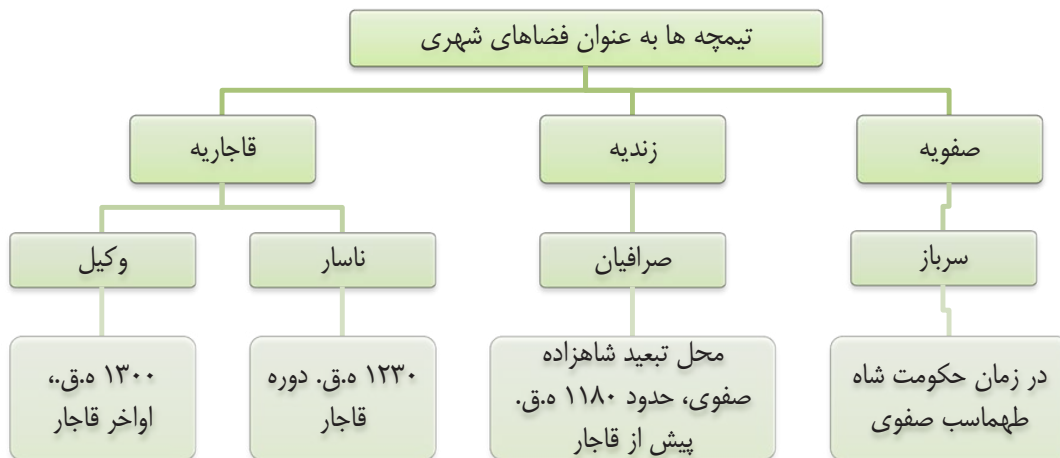 تیمچه ها به عنوان فضاهای شهری
صفویه
زندیه
قاجاریه
سرباز
صرافیان
ناسار
وکیل
در زمان حکومت شاه
طهماسب صفوی
محل تبعید شاهزاده
صفوی، حدود ۱۱۸۰ ه.ق.
پیش از قاجار
۱۲۳۰ ه.ق. دوره
قاجار
۱۳۰۰ ه.ق.،
اواخر قاجار